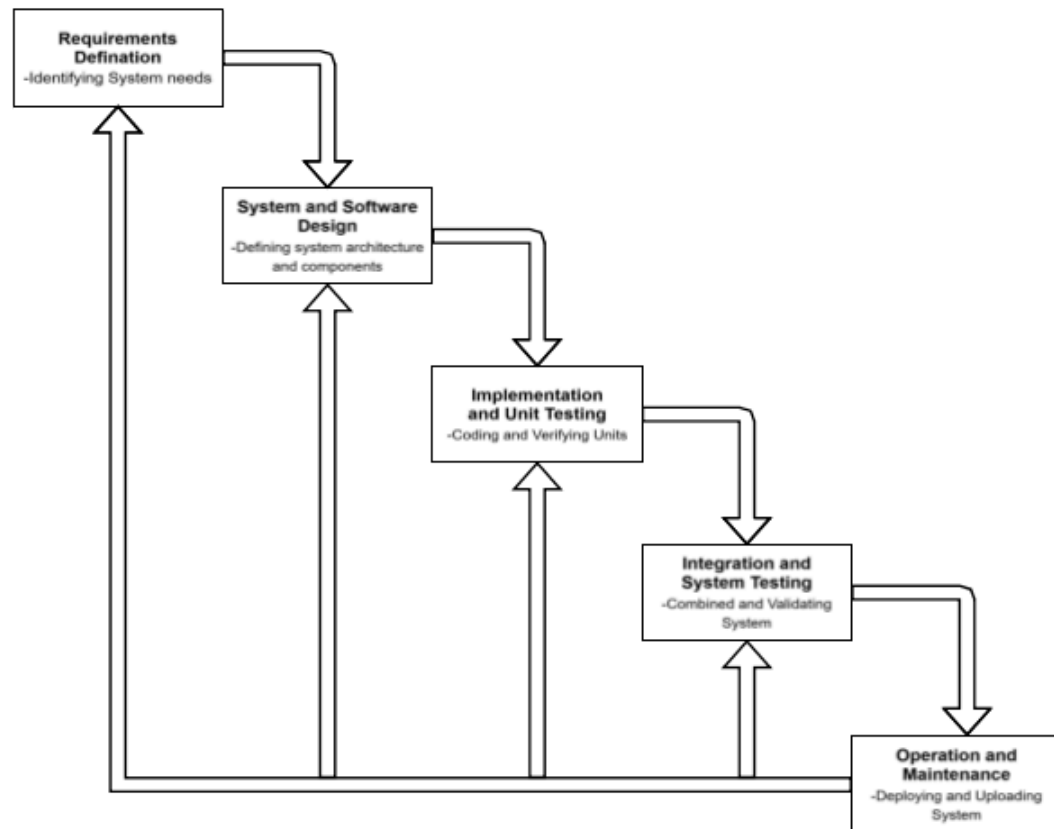 Requirements
Defination
-Identifying System needs
System and Software
Design
-Defining system architecture
and components
Implementation
and Unit Testing
-Coding and Verifying Units
Integration and
System Testing
-Combined and Validating
System
Operation and
Maintenance
-Deploying and Uploading
System